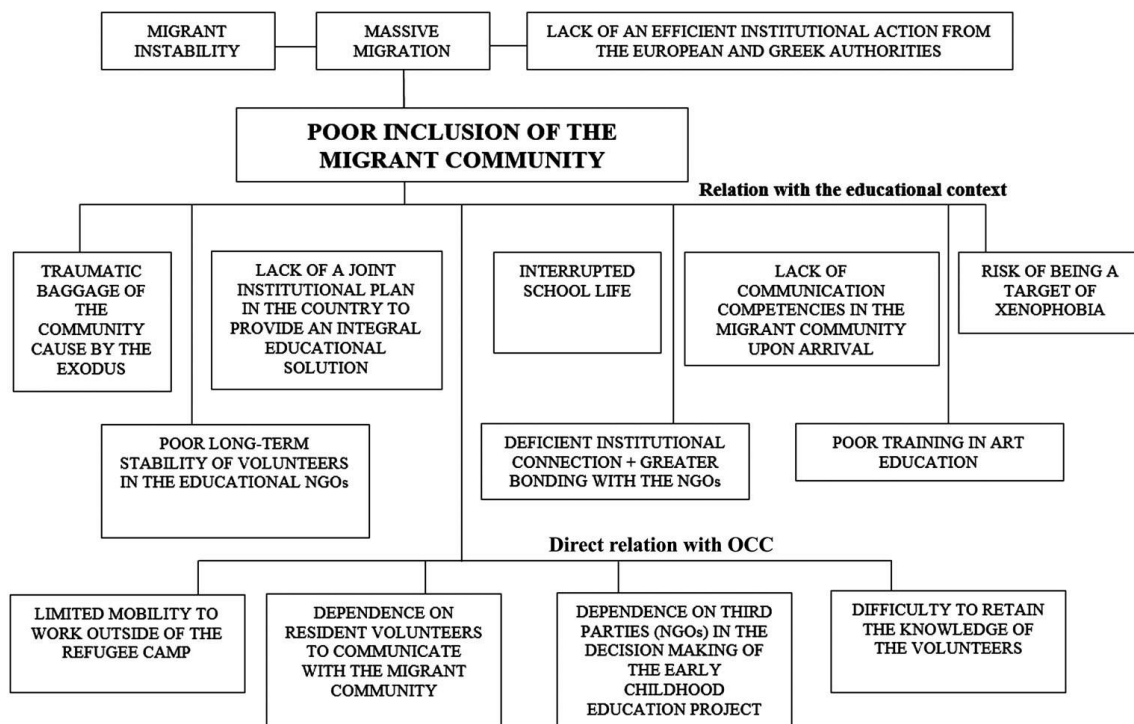 MIGRANT
INSTABILITY
MASSIVE
MIGRATION
LACK OF AN EFFICIENT INSTITUTIONAL ACTION FROM
THE EUROPEAN AND GREEK AUTHORITIES
POOR INCLUSION OF THE
MIGRANT COMMUNITY
Relation with the educational context
TRAUMATIC
BAGGAGE OF
THE
COMMUNITY
CAUSE BY THE
EXODUS
LACK OF A JOINT
INSTITUTIONAL PLAN
IN THE COUNTRY TO
PROVIDE AN INTEGRAL
EDUCATIONAL
SOLUTION
INTERRUPTED
SCHOOL LIFE
LACK OF
COMMUNICATION
COMPETENCIES IN THE
MIGRANT COMMUNITY
UPON ARRIVAL
RISK OF BEING A
TARGET OF
XENOPHOBIA
POOR LONG-TERM
STABILITY OF VOLUNTEERS
IN THE EDUCATIONAL NGOs
DEFICIENT INSTITUTIONAL
CONNECTION + GREATER
BONDING WITH THE NGOs
POOR TRAINING IN ART
EDUCATION
Direct relation with OCC
LIMITED MOBILITY TO
WORK OUTSIDE OF THE
REFUGEE CAMP
DEPENDENCE ON
RESIDENT VOLUNTEERS
TO COMMUNICATE
WITH THE MIGRANT
COMMUNITY
DEPENDENCE ON THIRD
PARTIES (NGOs) IN THE
DECISION MAKING OF
THE EARLY
CHILDHOOD
EDUCATION PROJECT
DIFFICULTY TO RETAIN
THE KNOWLEDGE OF
THE VOLUNTEERS